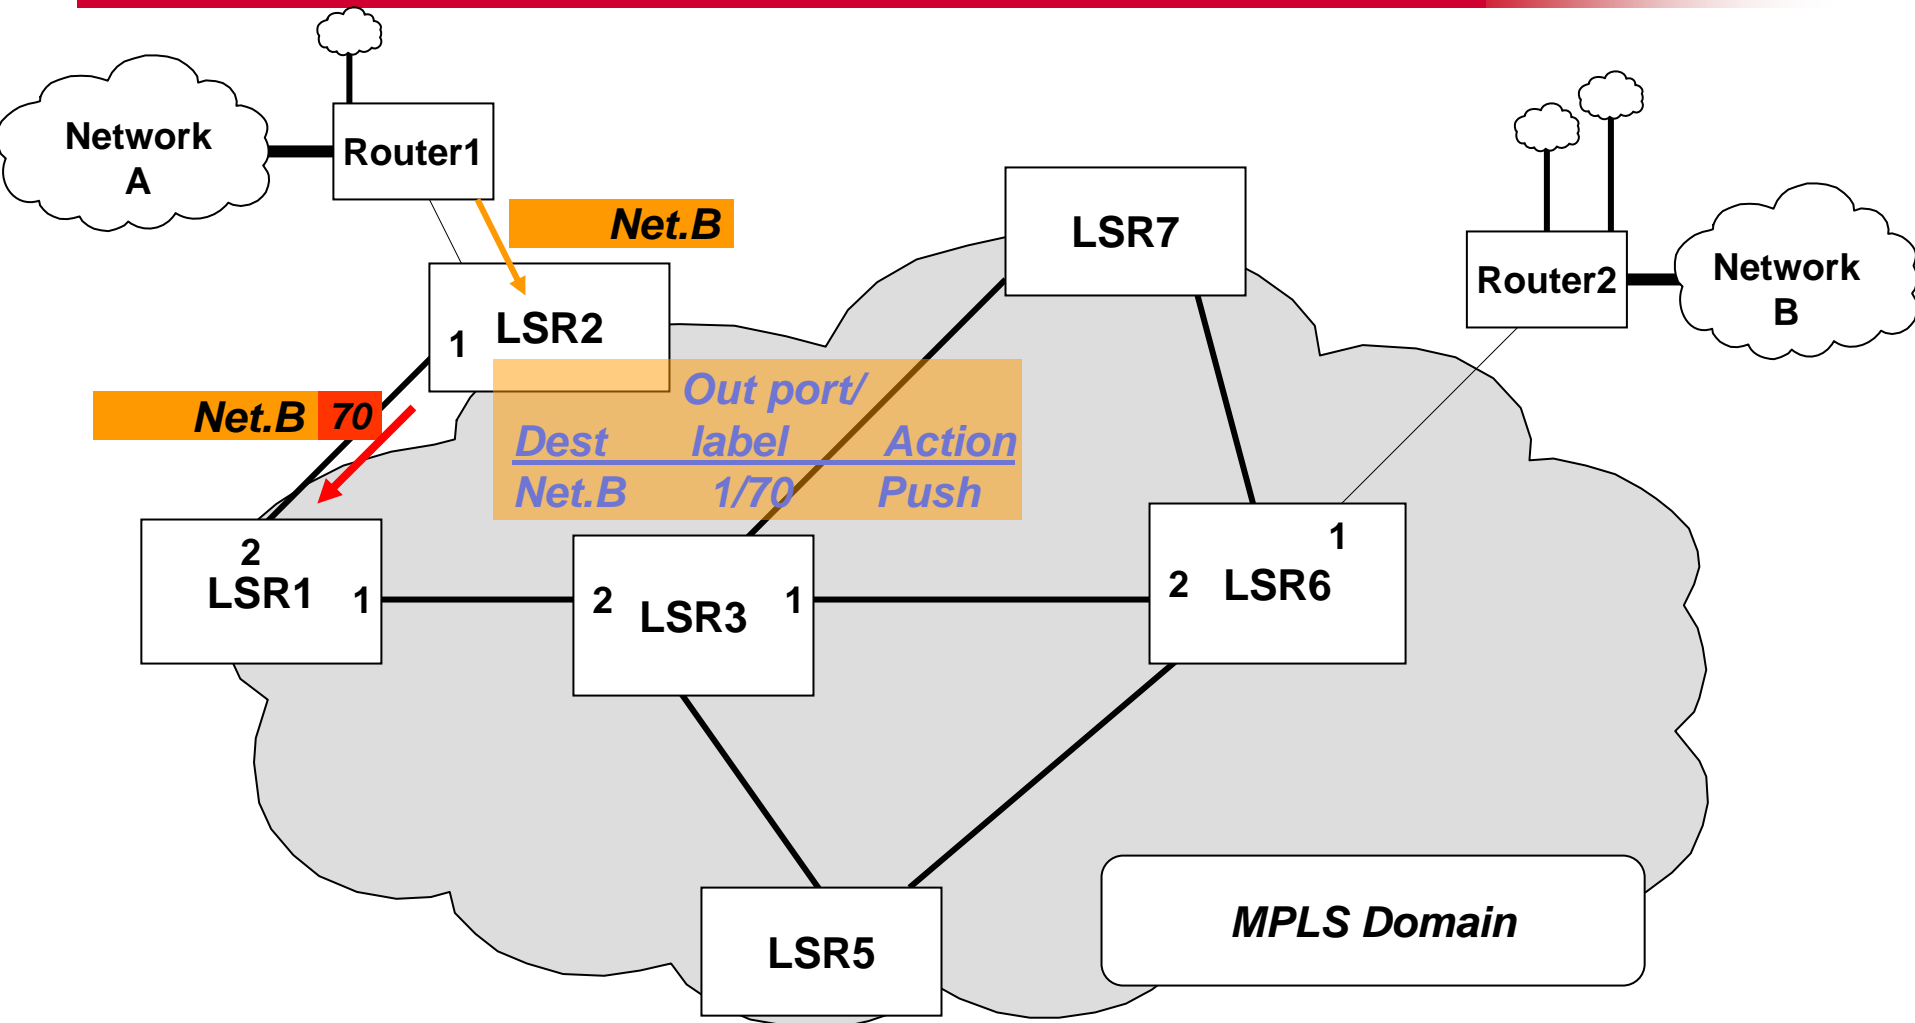 Network
A
Router1
Net.B
LSR7
Router2
Network
B
1 LSR2
Net.B 70
Out port/
Dest label Action
Net.B 1/70 Push
2
LSR1 1
2 LSR3 1
1
2 LSR6
LSR5
MPLS Domain